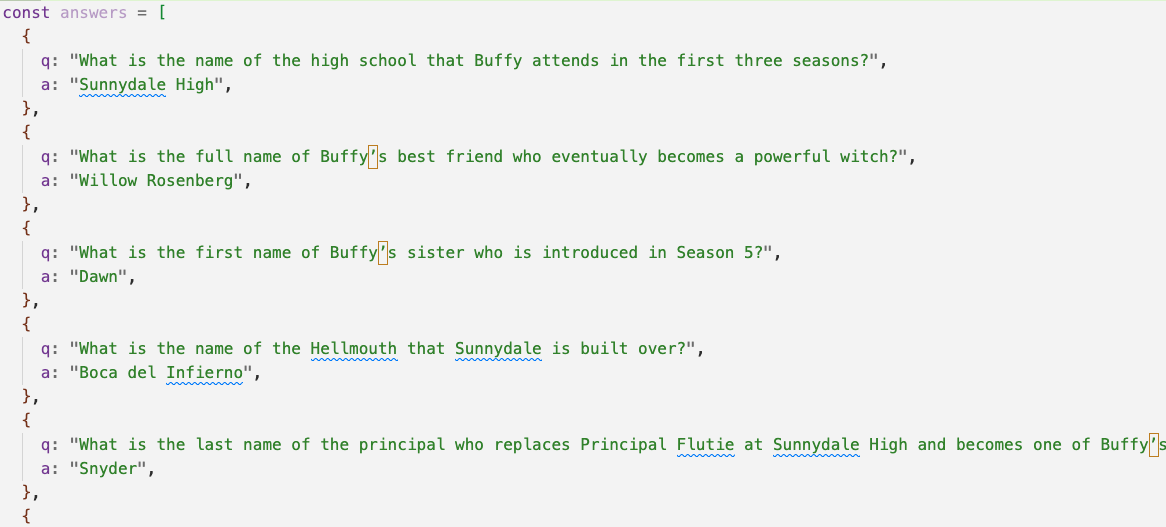 const answers = [
{
q: "What is the name of the high school that Buffy attends in the first three seasons?",
a: "Sunnydale High",
},
{
q: "What is the full name of Buffy’s best friend who eventually becomes a powerful witch?",
a: "Willow Rosenberg",
},
{
q: "What is the first name of Buffy’s sister who is introduced in Season 5?",
a: "Dawn",
},
{
q: "What is the name of the Hellmouth that Sunnydale is built over?",
a: "Boca del Infierno",
},
{
q: "What is the last name of the principal who replaces Principal Flutie at Sunnydale High and becomes one of Buffy’s
a: "Snyder",
},
{